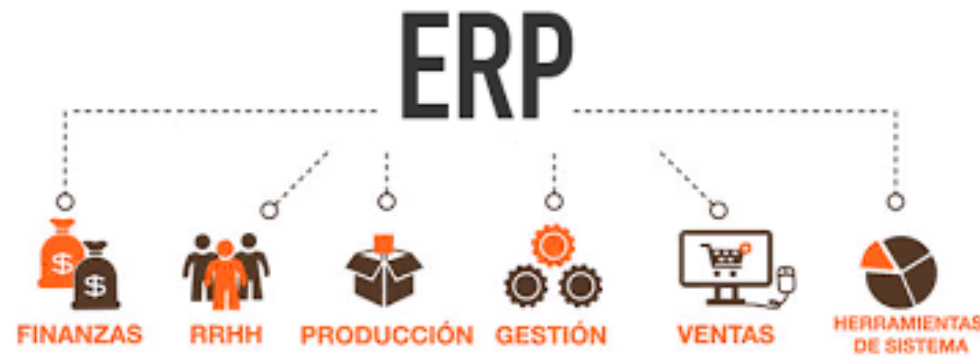 ERP
FINANZAS
RRHH
PRODUCCIÓN
GESTIÓN
VENTAS
HERRAMIENTAS
DE SISTEMA